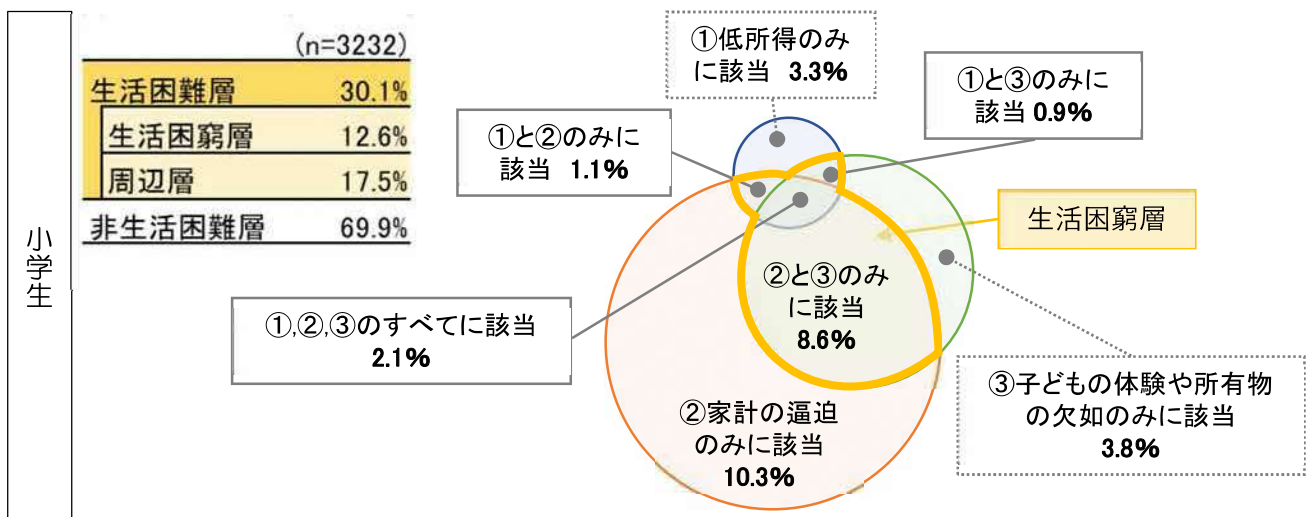 小学生
(n=3232)
生活困難層 30.1%
生活困窮層 12.6%
周辺層 17.5%
非生活困難層 69.9%
①低所得のみ
に該当 3.3%
①と③のみに
該当 0.9%
①と②のみに
該当 1.1%
生活困窮層
②と③のみ
に該当
8.6%
①,②,③のすべてに該当
2.1%
③子どもの体験や所有物
の欠如のみに該当
3.8%
②家計の逼迫
のみに該当
10.3%